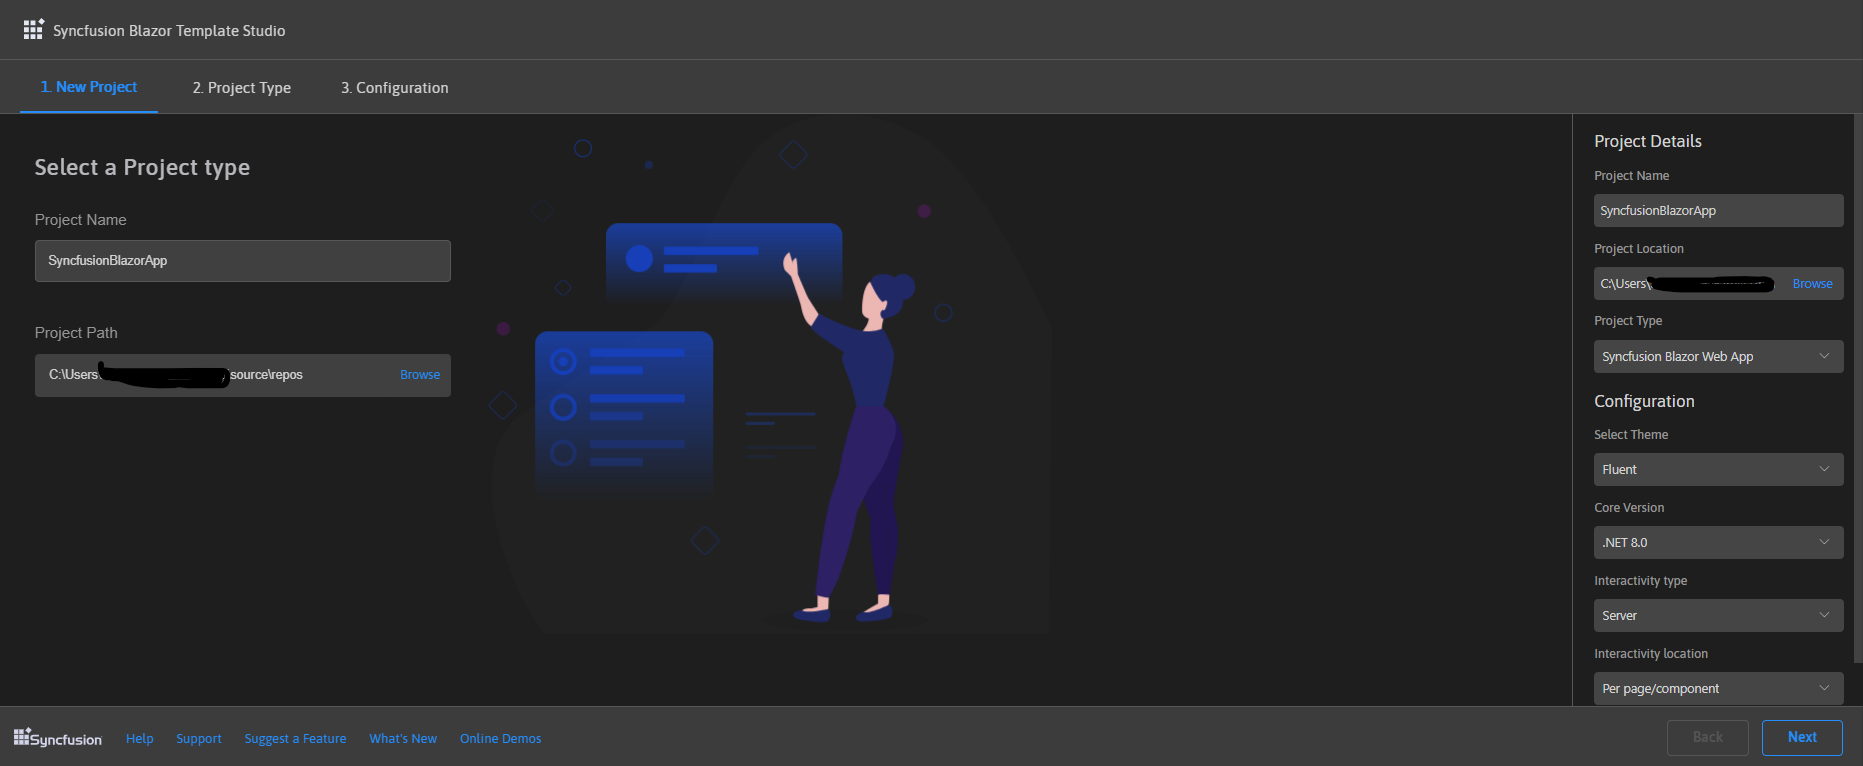 Syncfusion Blazor Template Studio
1. New Project
2. Project Type
3. Configuration
Select a Project type
Project Name
SyncfusionBlazorApp
Project Path
C:\Users
source\repos
Browse
Project Details
Project Name
SyncfusionBlazorApp
Project Location
C:\Users\
Browse
Project Type
Syncfusion Blazor Web App
Configuration
Select Theme
Fluent
Core Version
.NET 8.0
Interactivity type
Server
Interactivity location
Per page/component
Syncfusion
Help
Support
Suggest a Feature
What's New
Online Demos
Back
Next